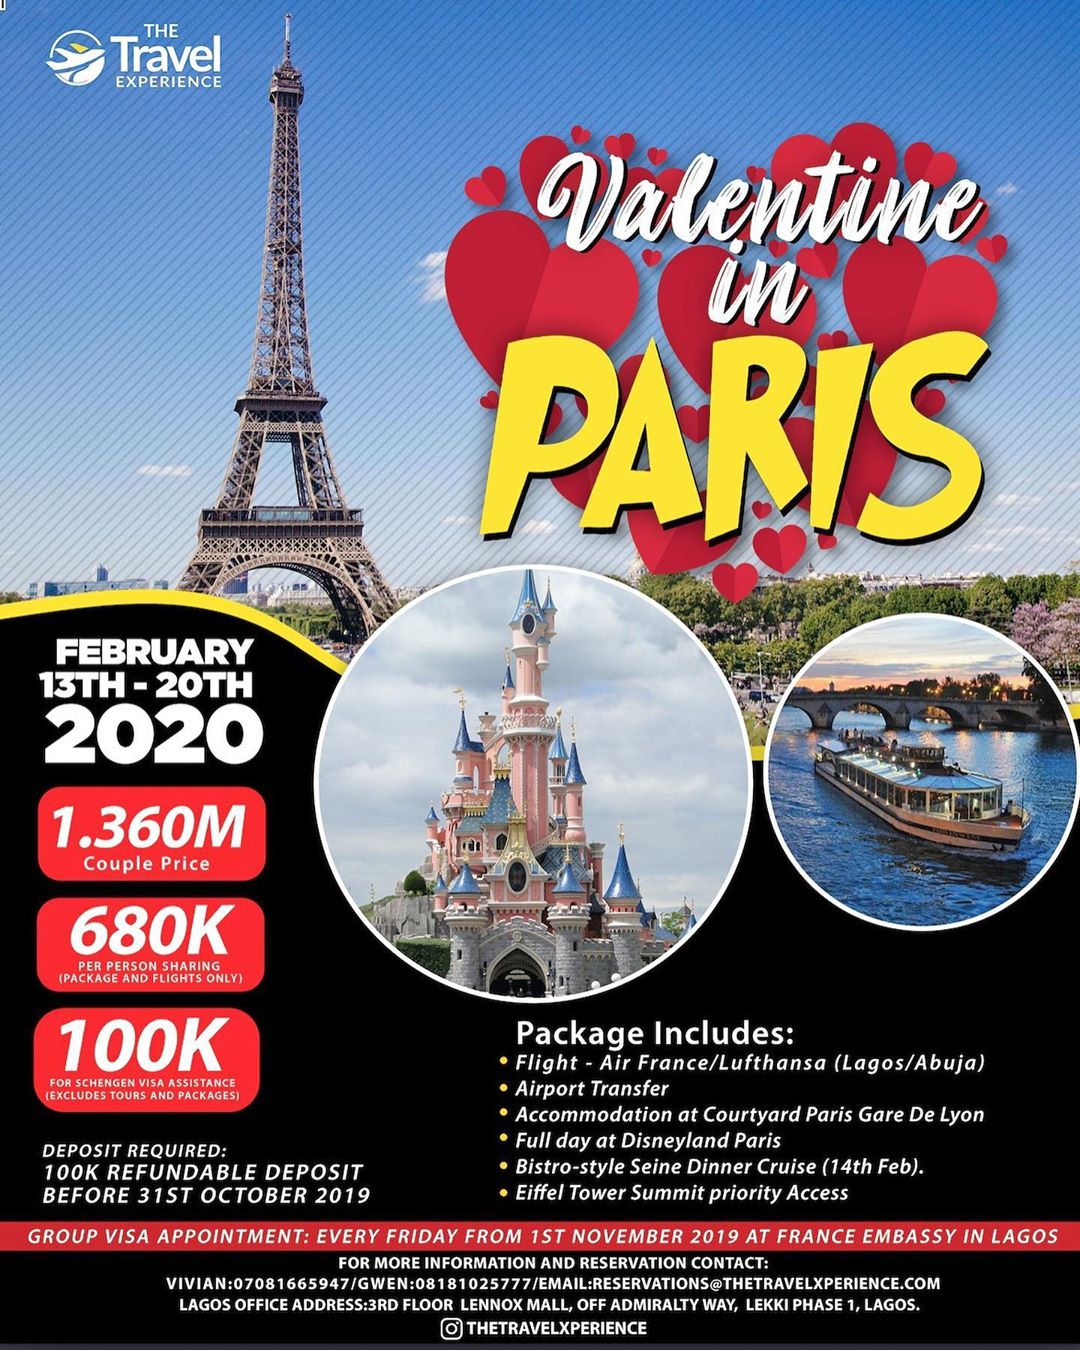 THE
Travel
EXPERIENCE
Valentine
in
PARIS
FEBRUARY
13TH - 20TH
2020
1.360M
Couple Price
680K
PER PERSON SHARING
(PACKAGE AND FLIGHTS ONLY)
100K
FOR SCHENGEN VISA ASSISTANCE
(EXCLUDES TOURS AND PACKAGES)
DEPOSIT REQUIRED:
100K REFUNDABLE DEPOSIT
BEFORE 31ST OCTOBER 2019
Package Includes:
• Flight - Air France/Lufthansa (Lagos/Abuja)
• Airport Transfer
• Accommodation at Courtyard Paris Gare De Lyon
• Full day at Disneyland Paris
• Bistro-style Seine Dinner Cruise (14th Feb).
• Eiffel Tower Summit priority Access
GROUP VISA APPOINTMENT: EVERY FRIDAY FROM 1ST NOVEMBER 2019 AT FRANCE EMBASSY IN LAGOS
FOR MORE INFORMATION AND RESERVATION CONTACT:
VIVIAN:07081665947/GWEN:08181025777/EMAIL:RESERVATIONS@THETRAVELXPERIENCE.COM
LAGOS OFFICE ADDRESS:3RD FLOOR LENNOX MALL, OFF ADMIRALTY WAY, LEKKI PHASE 1, LAGOS.
THETRAVELXPERIENCE